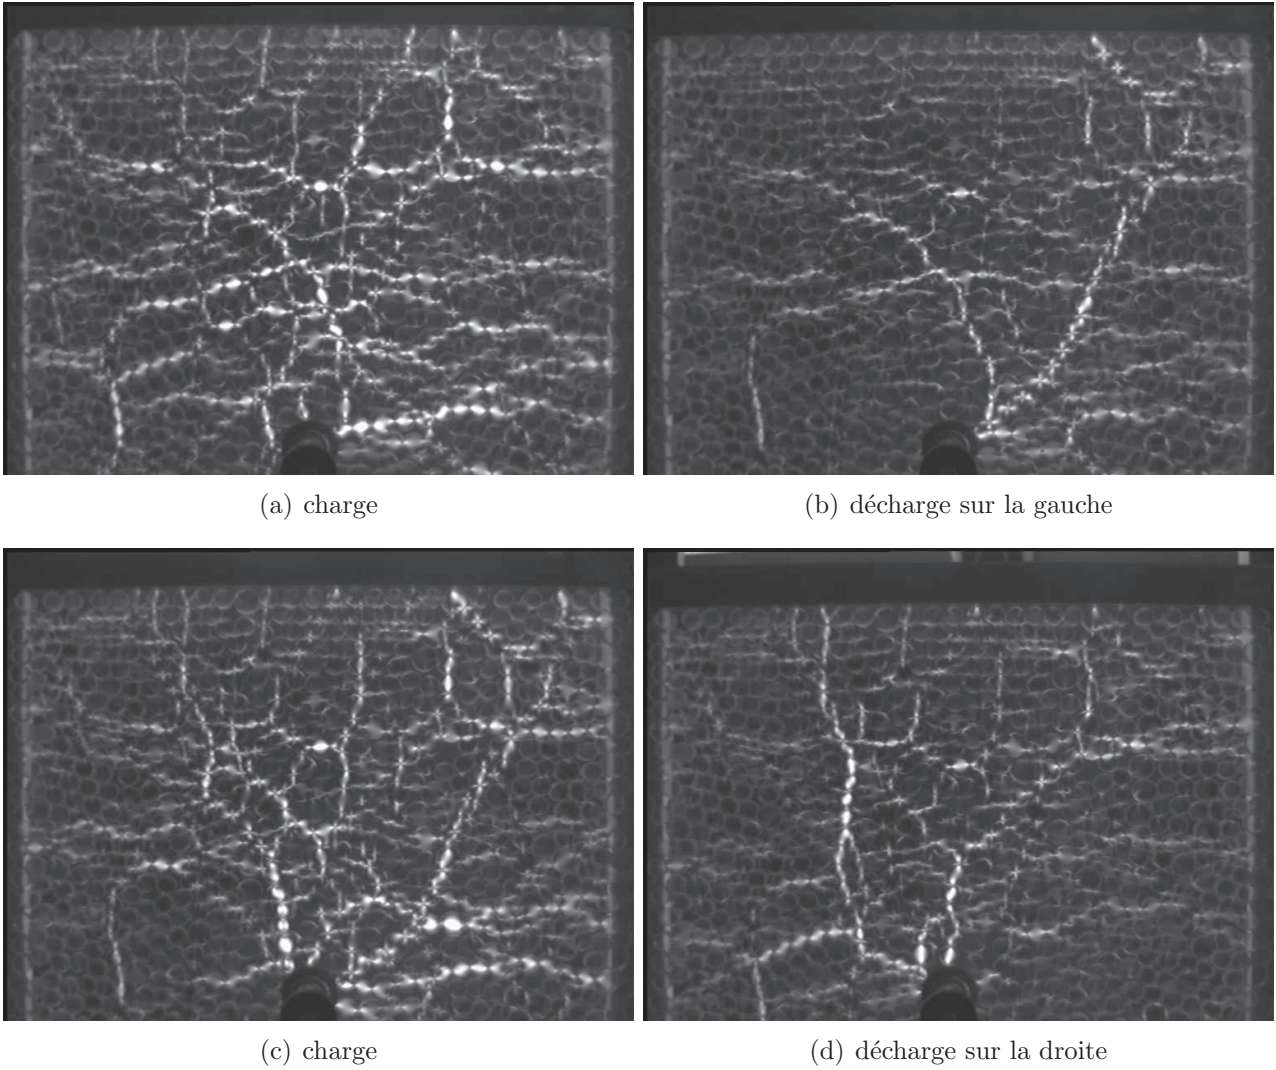 (a) charge
(b) décharge sur la gauche
(c) charge
(d) décharge sur la droite